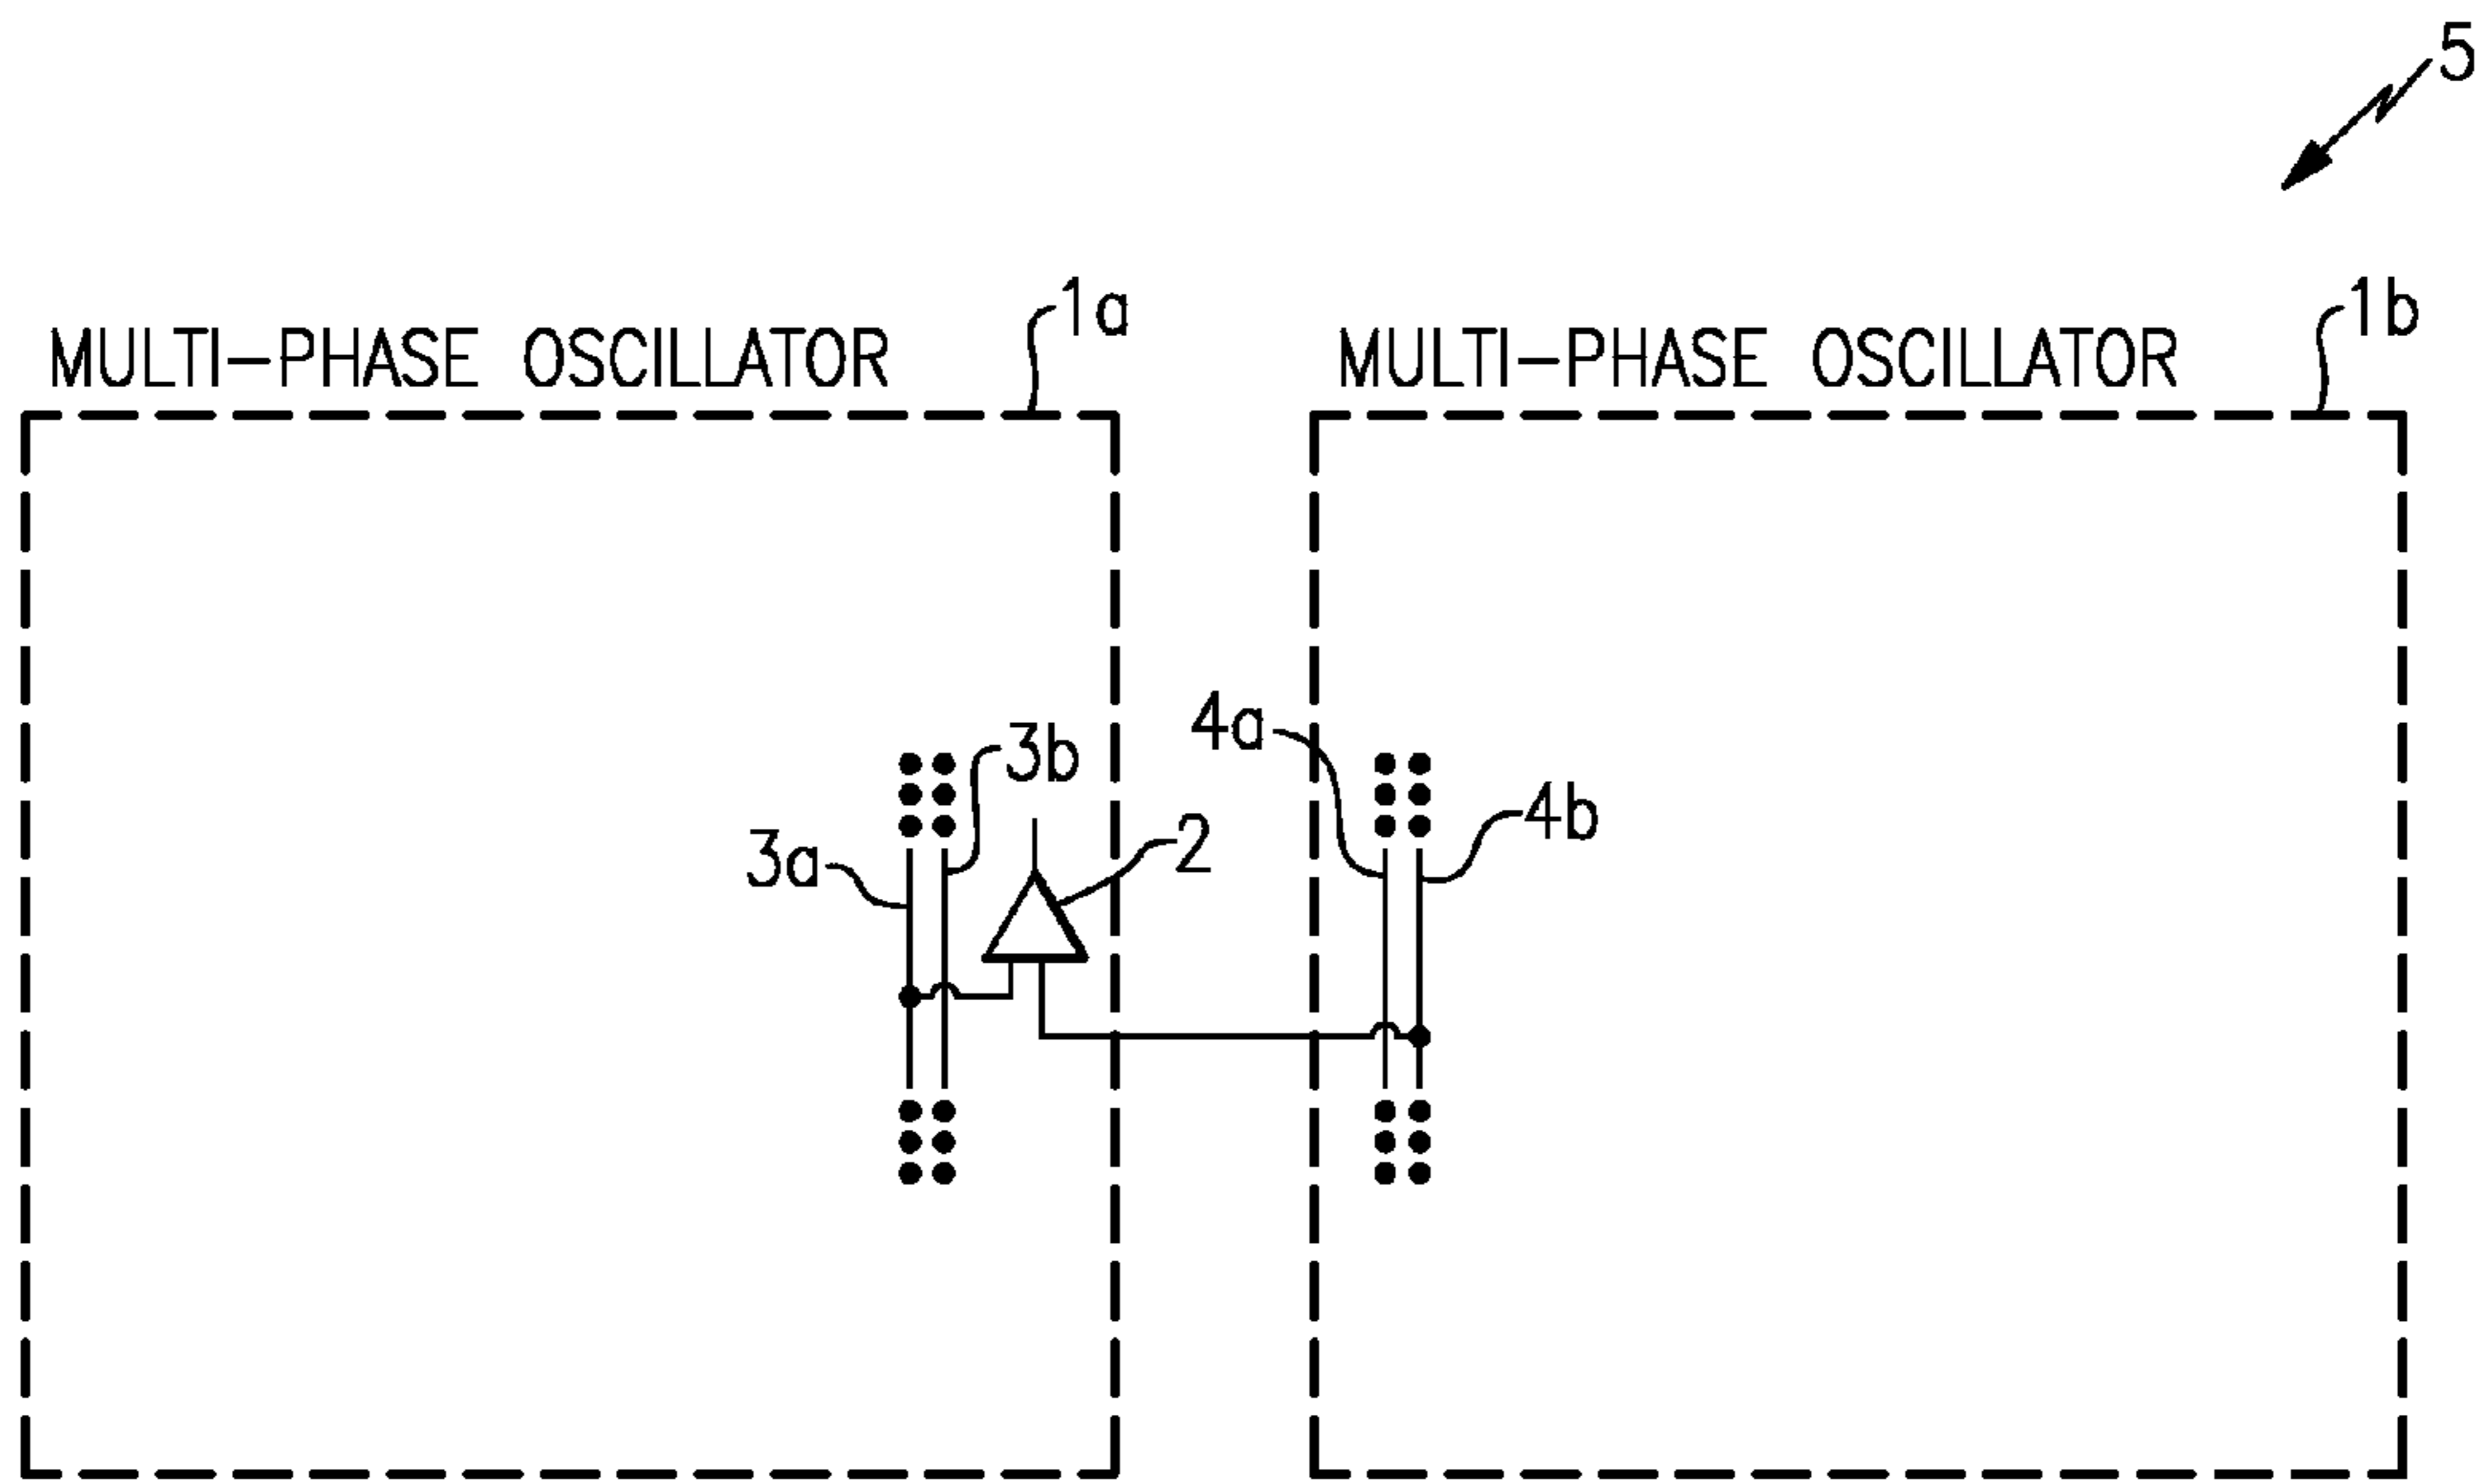 5
1a
1b
MULTI-PHASE OSCILLATOR
MULTI-PHASE OSCILLATOR
4a
3b
4b
3a
2